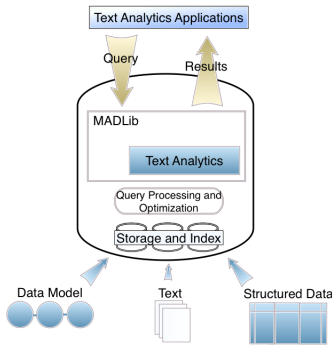 Text Analytics Applications
Query
Results
MADLib
Text Analytics
Query Processing and
Optimization
Storage and Index
Data Model
Text
Structured Data